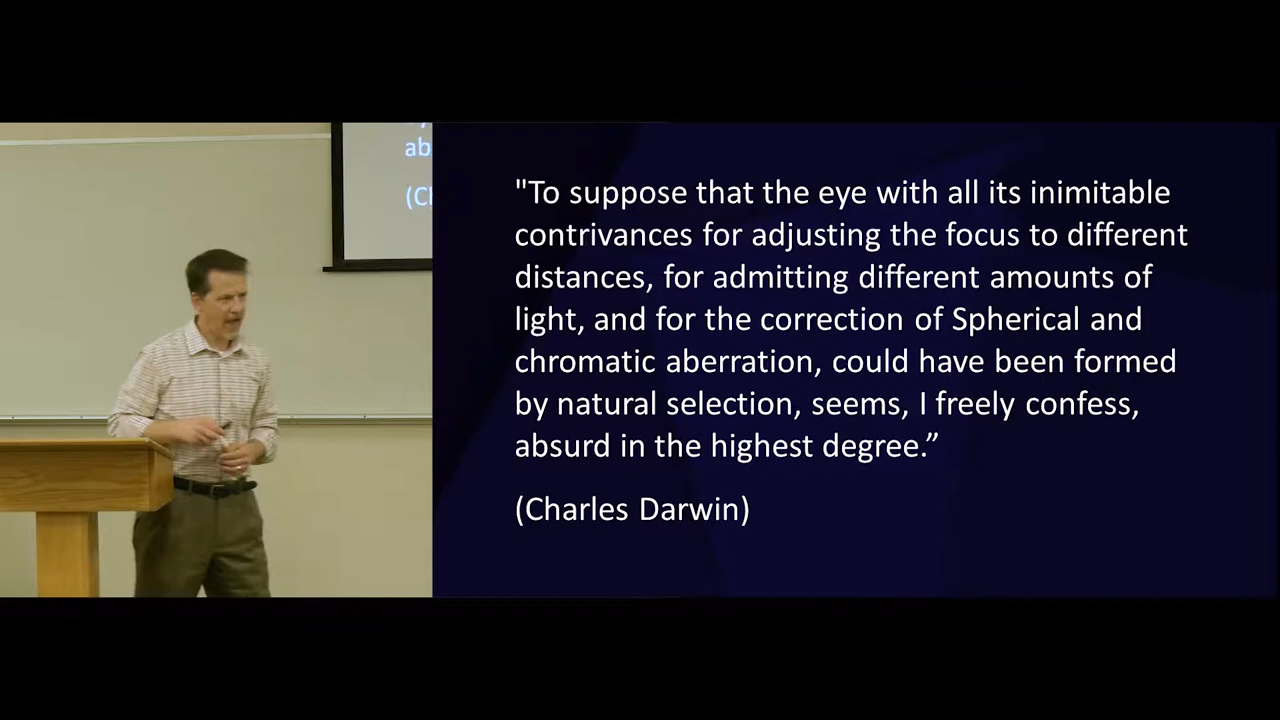 ab
(Cl
"To suppose that the eye with all its inimitable
contrivances for adjusting the focus to different
distances, for admitting different amounts of
light, and for the correction of Spherical and
chromatic aberration, could have been formed
by natural selection, seems, I freely confess,
absurd in the highest degree.”
(Charles Darwin)